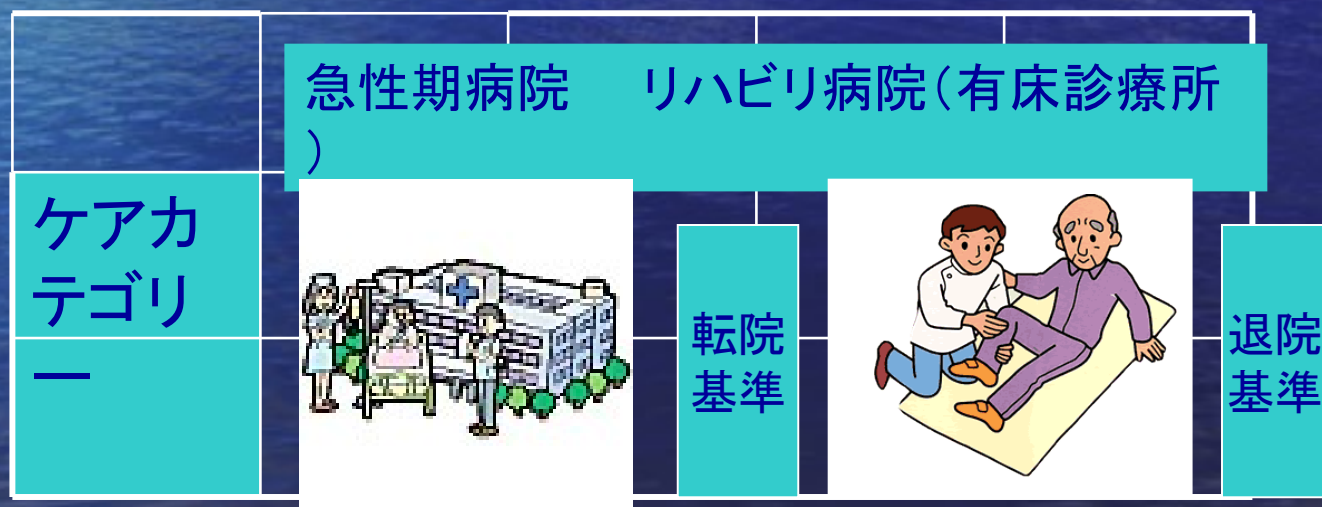 急性期病院　　リハビリ病院（有床診療所
）
ケアカ
テゴリ
ー
転院
基準
退院
基準